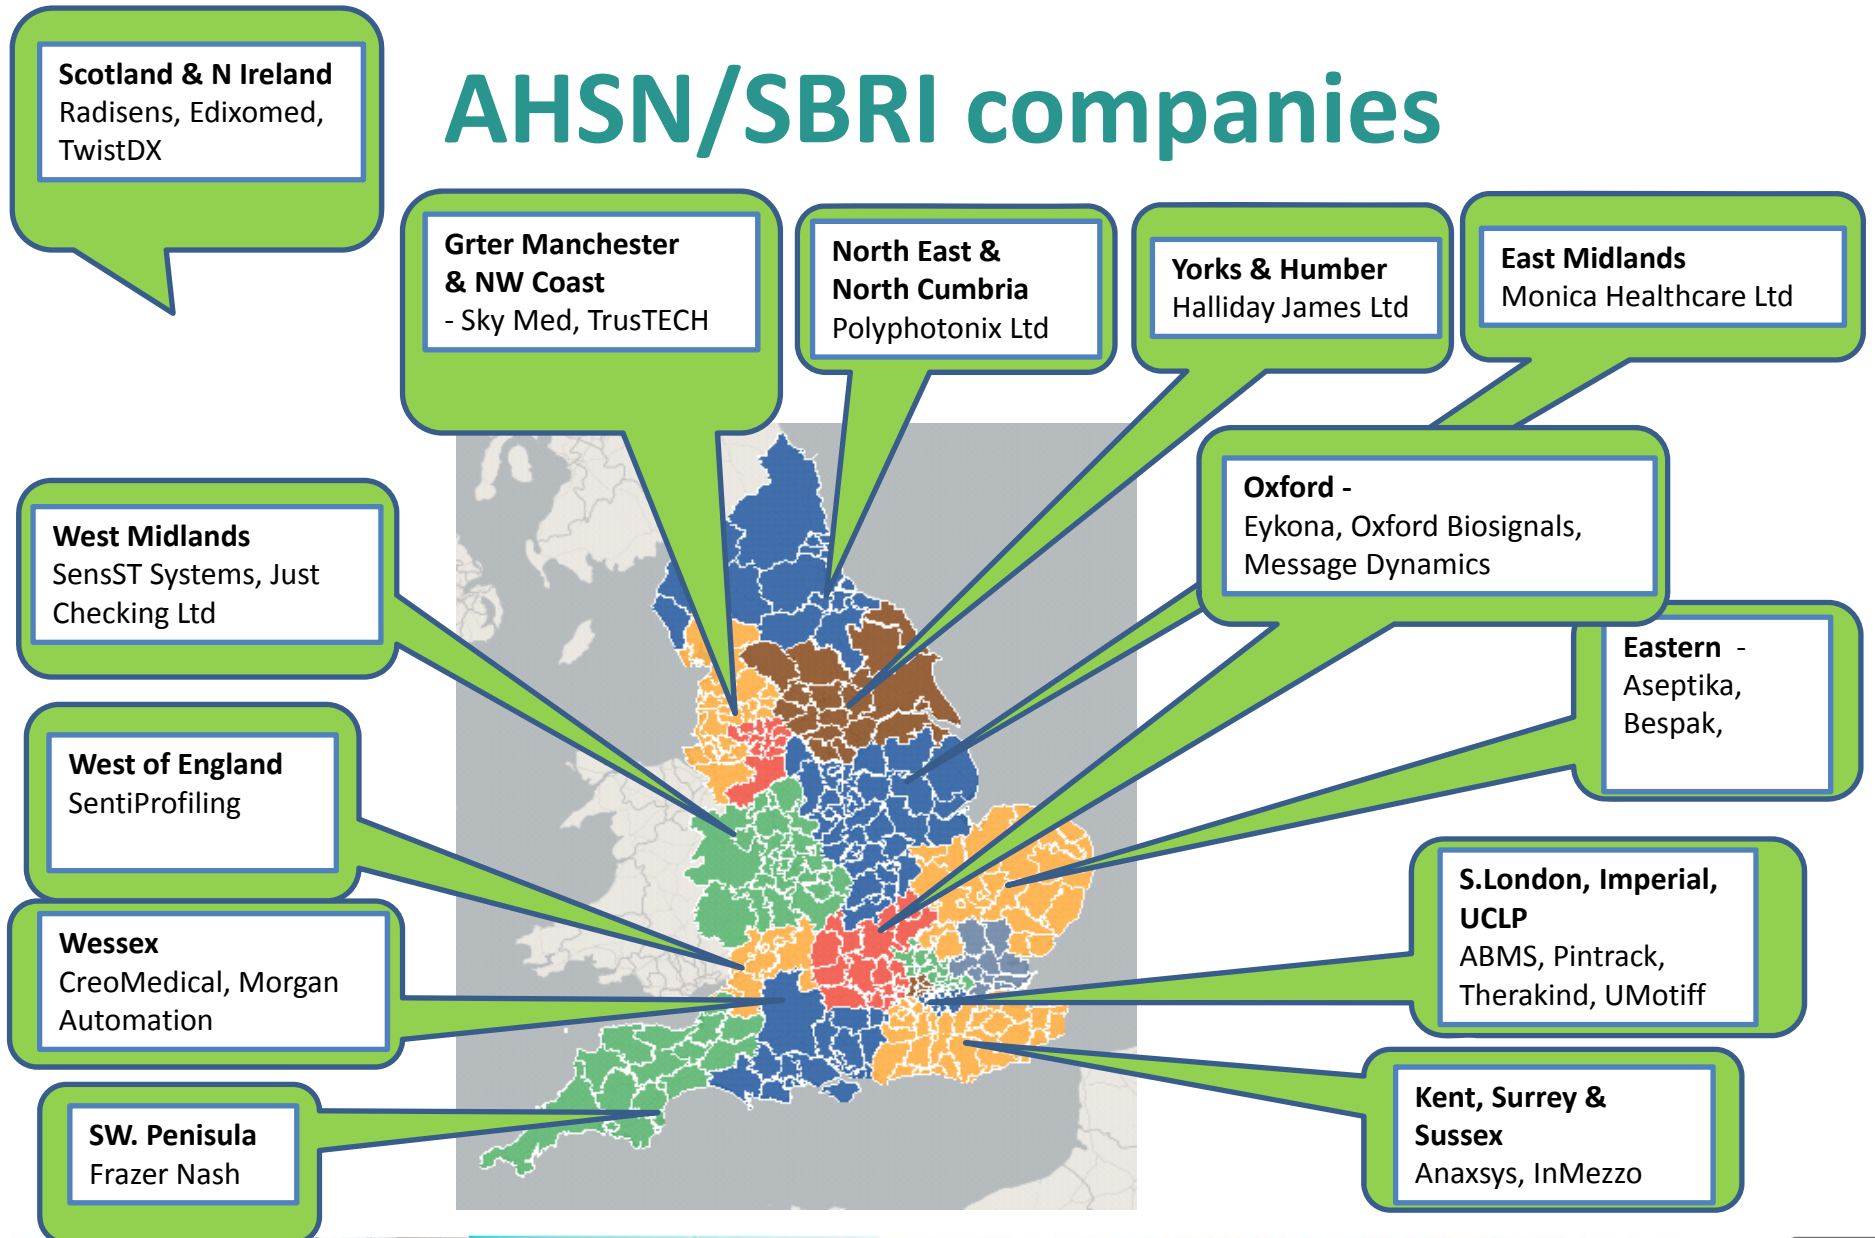 Scotland & N Ireland
Radisens, Edixomed,
TwistDX
AHSN/SBRI companies
Grter Manchester
& NW Coast
- Sky Med, TrusTECH
North East &
North Cumbria
Polyphotonix Ltd
Yorks & Humber
Halliday James Ltd
East Midlands
Monica Healthcare Ltd
West Midlands
SensST Systems, Just
Checking Ltd
Oxford -
Eykona, Oxford Biosignals,
Message Dynamics
Eastern -
Aseptika,
Bespak,
West of England
SentiProfiling
S.London, Imperial,
UCLP
ABMS, Pintrack,
Therakind, UMotiff
Wessex
CreoMedical, Morgan
Automation
Kent, Surrey &
Sussex
Anaxsys, InMezzo
SW. Penisula
Frazer Nash